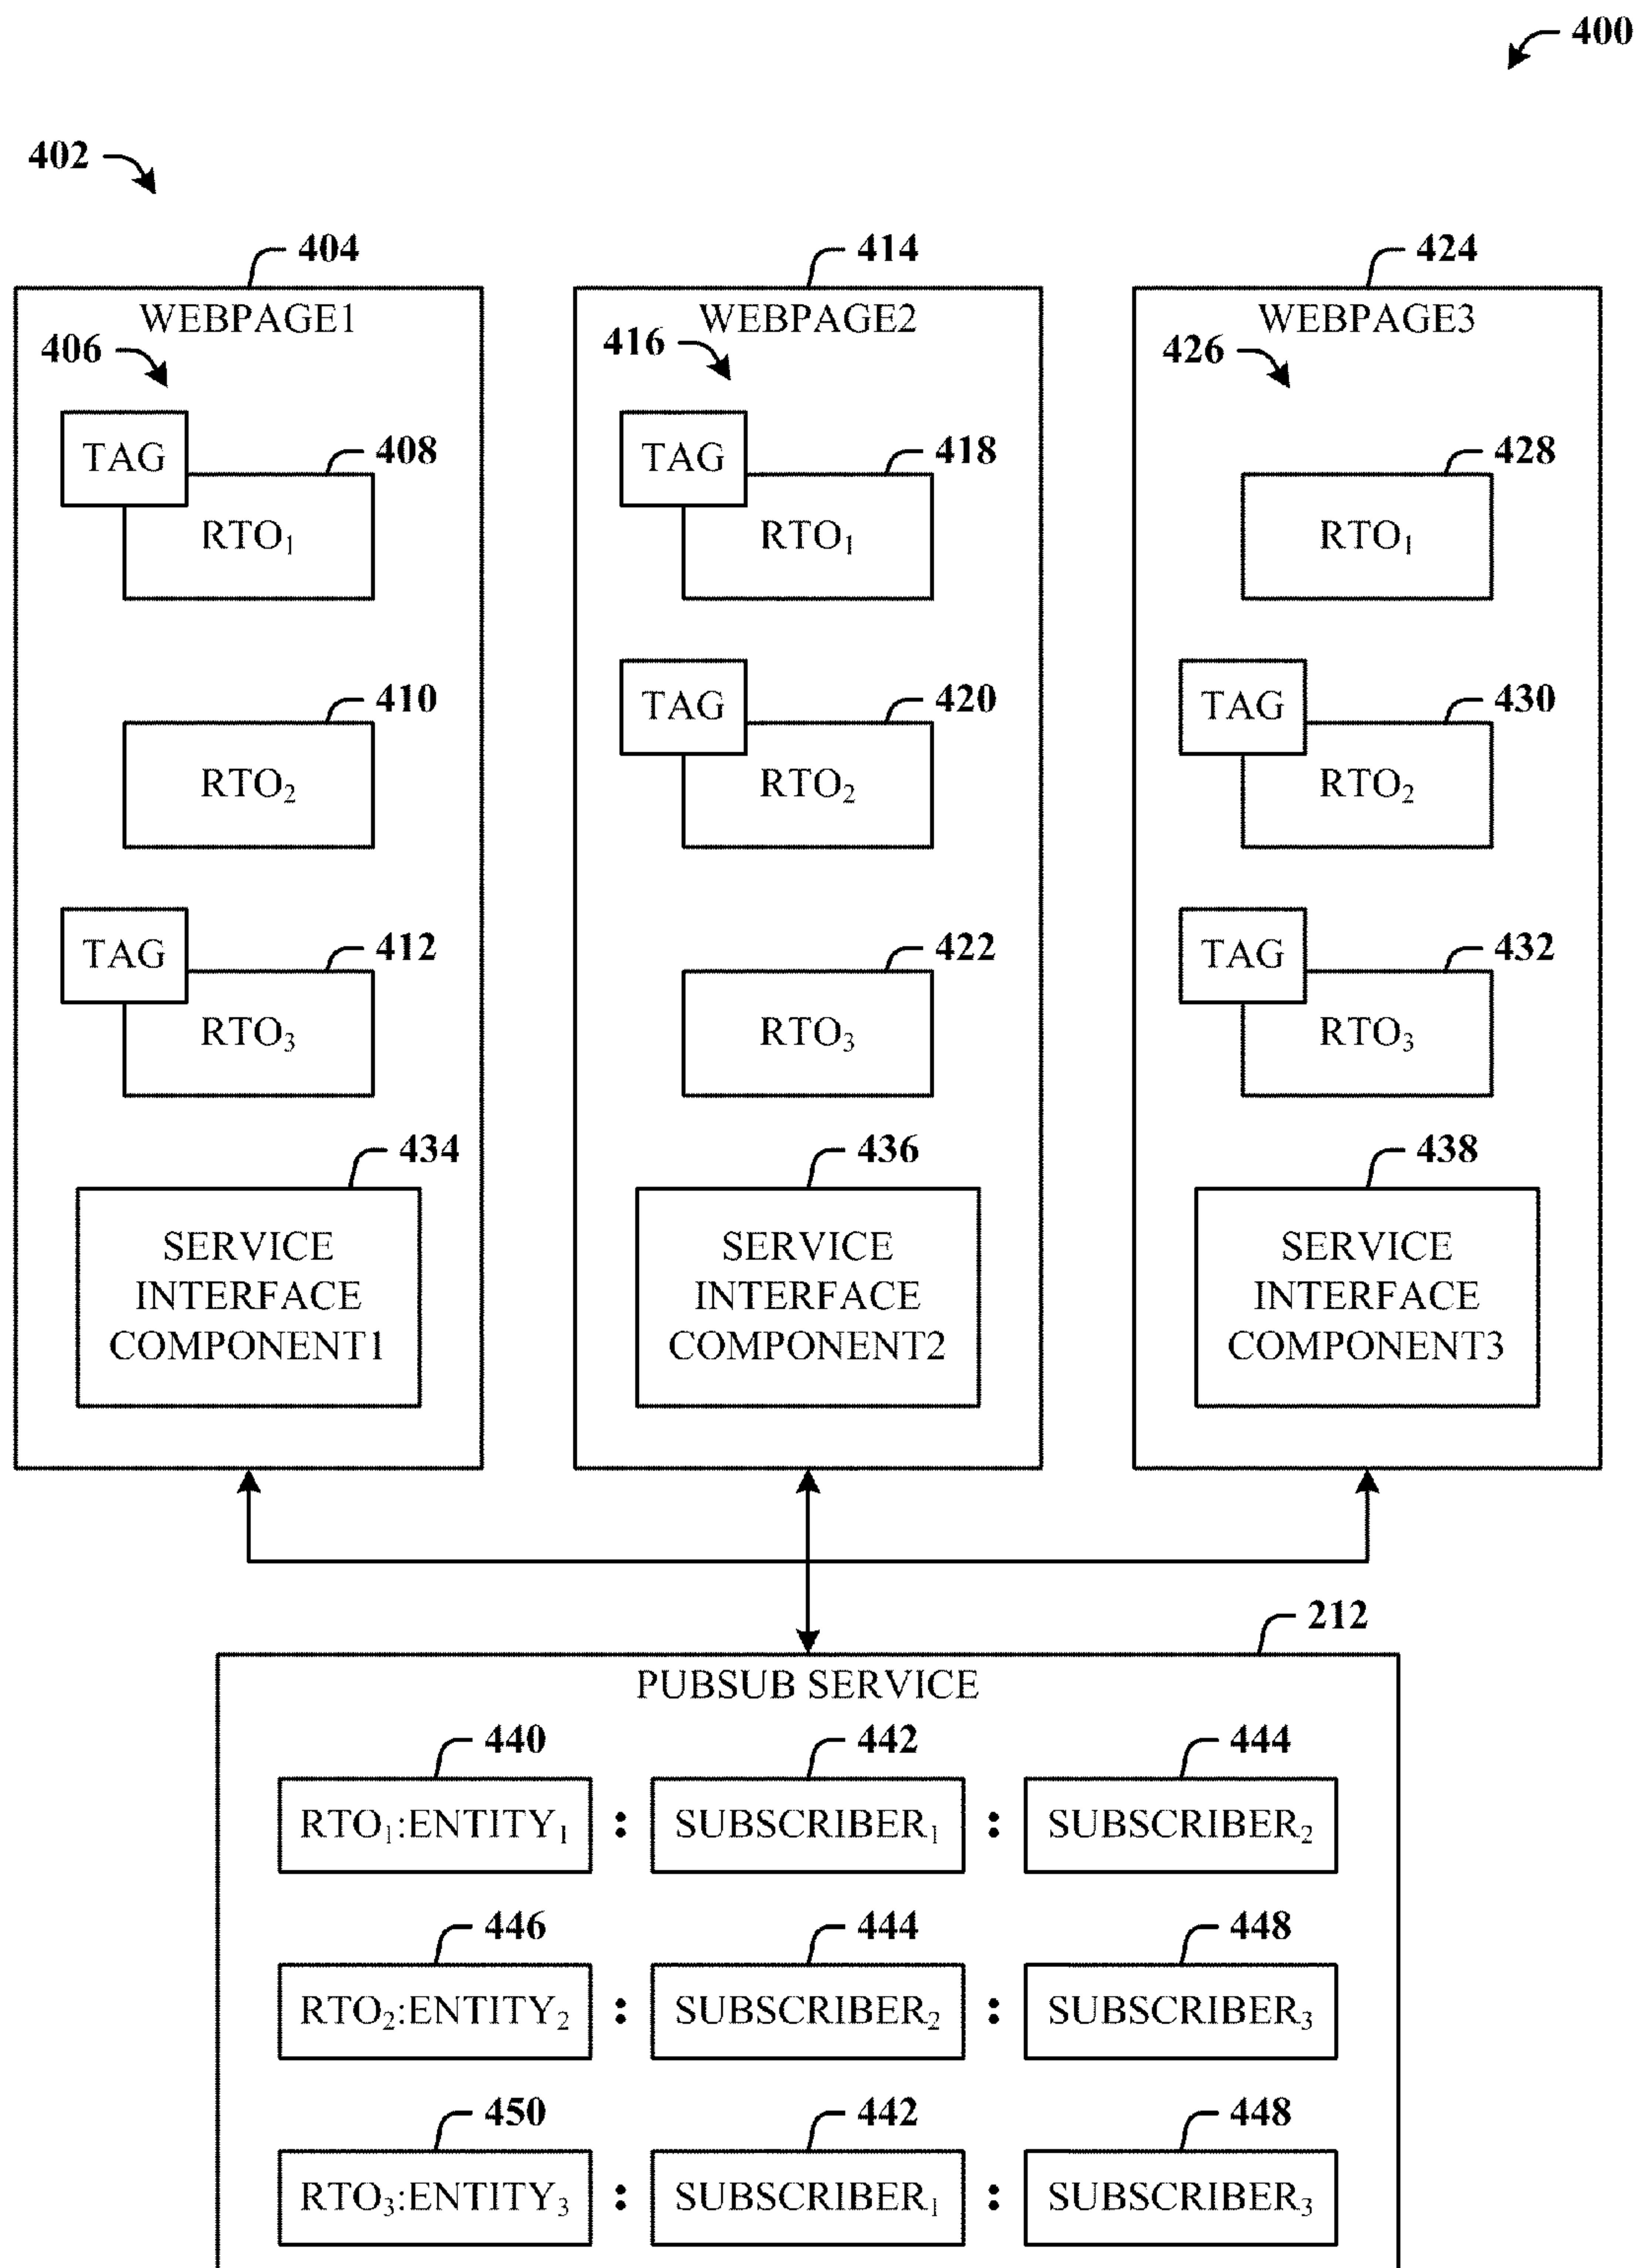 400
402
404 414 424
WEBPAGE1 WEBPAGE2 WEBPAGE3
406 416 426
TAG 408 TAG 418 428
RTO₁ RTO₁ RTO₁
410 TAG 420 TAG 430
RTO₂ RTO₂ RTO₂
TAG 412 422 TAG 432
RTO₃ RTO₃ RTO₃
434 436 438
SERVICE SERVICE SERVICE
INTERFACE INTERFACE INTERFACE
COMPONENT1 COMPONENT2 COMPONENT3
212
PUBSUB SERVICE
440 442 444
RTO₁:ENTITY₁ : SUBSCRIBER₁ : SUBSCRIBER₂
446 444 448
RTO₂:ENTITY₂ : SUBSCRIBER₂ : SUBSCRIBER₃
450 442 448
RTO₃:ENTITY₃ : SUBSCRIBER₁ : SUBSCRIBER₃